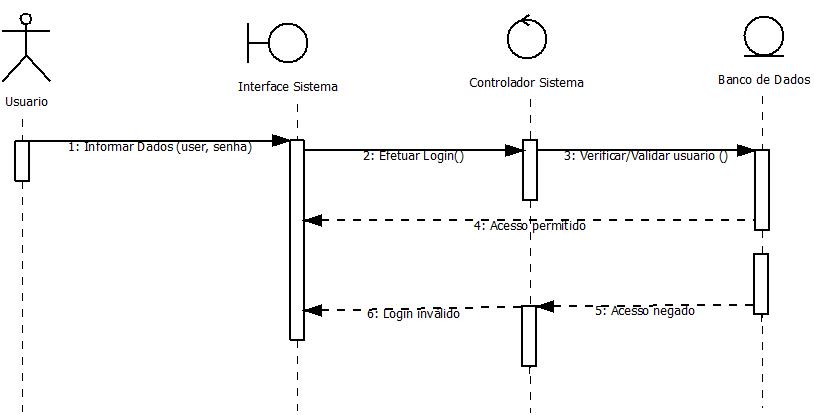 Usuario
Interface Sistema
Controlador Sistema
Banco de Dados
1: Informar Dados (user, senha)
2: Efetuar Login()
3: Verificar/Validar usuario ()
4: Acesso permitido
5: Acesso negado
6: Login inválido